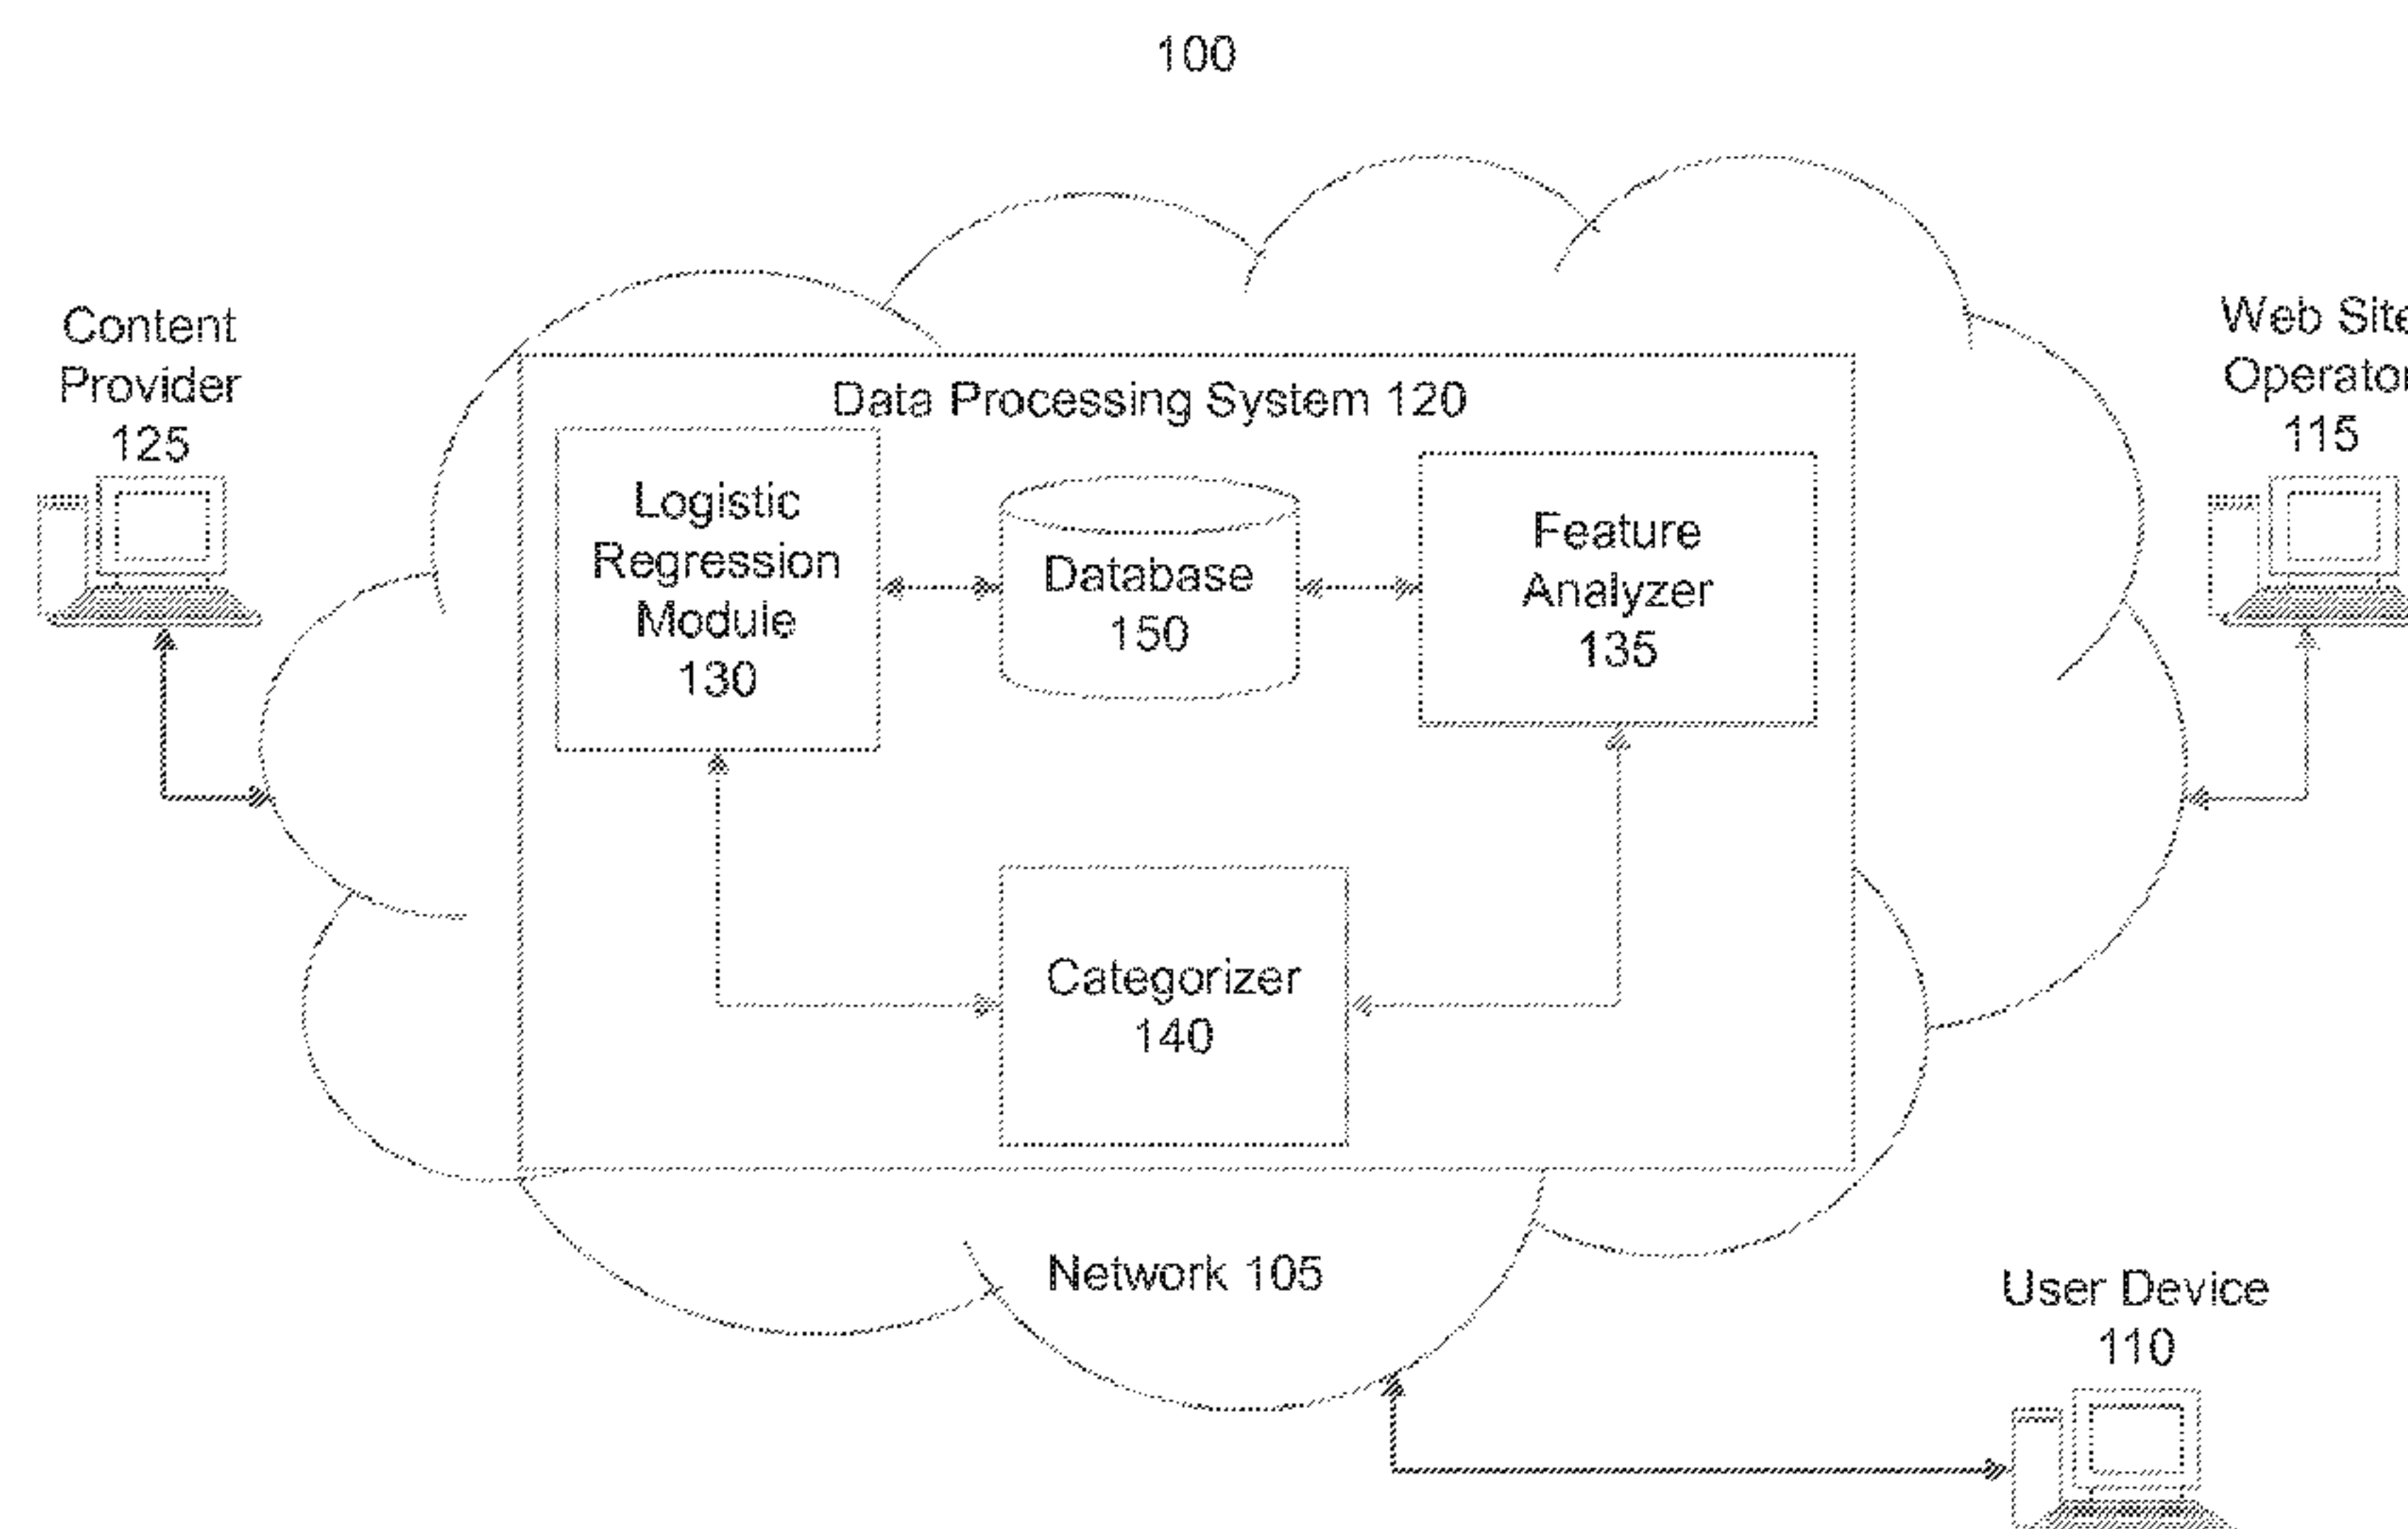 100
Content
Provider
125
Web Site
Operator
115
Data Processing System 120
Logistic
Regression
Module
130
Database
150
Feature
Analyzer
135
Categorizer
140
Network 105
User Device
110